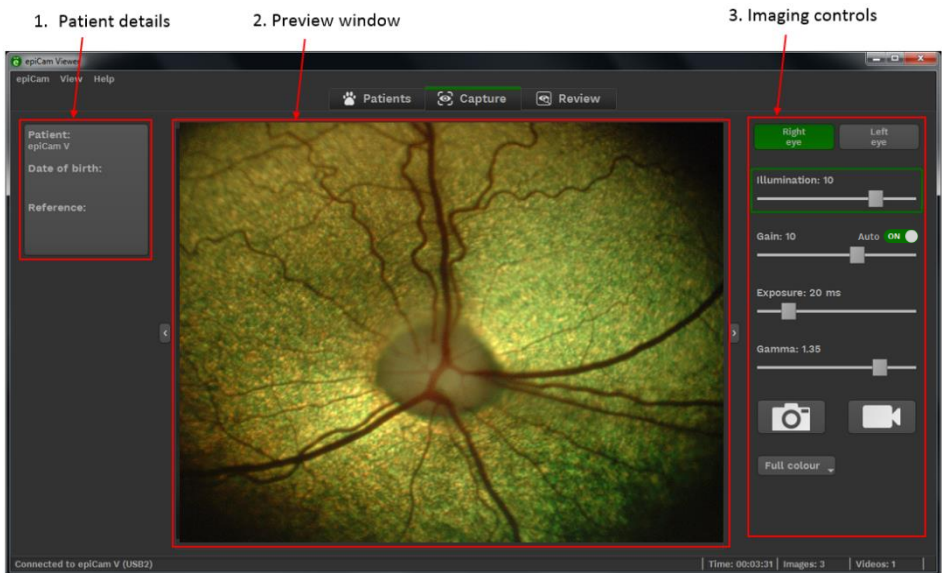 1. Patient details
2. Preview window
3. Imaging controls
epiCam Viewer
epiCam View Help
Patients Capture Review
Patient:
epiCam V
Date of birth:
Reference:
Right
eye
Left
eye
Illumination: 10
Gain: 10 Auto ON
Exposure: 20 ms
Gamma: 1.35
Full colour
Connected to epiCam V (USB2)
Time: 00:03:31 Images: 3 Videos: 1